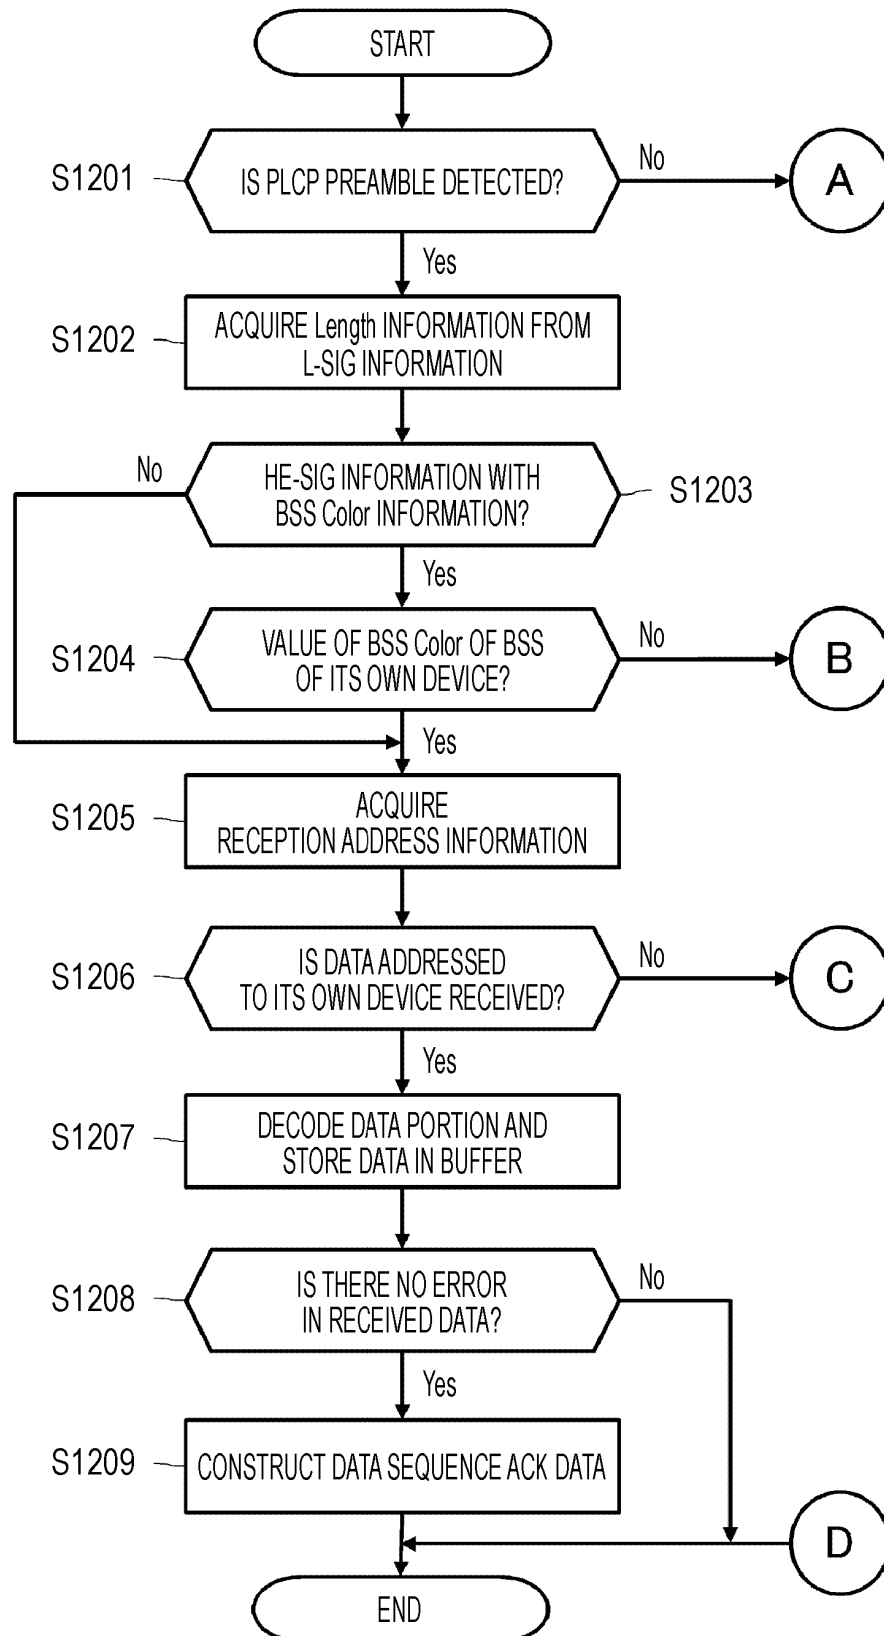 START
S1201
IS PLCP PREAMBLE DETECTED?
No
A
Yes
S1202
ACQUIRE Length INFORMATION FROM
L-SIG INFORMATION
No
HE-SIG INFORMATION WITH
BSS Color INFORMATION?
S1203
Yes
S1204
VALUE OF BSS Color OF BSS
OF ITS OWN DEVICE?
No
B
Yes
S1205
ACQUIRE
RECEPTION ADDRESS INFORMATION
S1206
IS DATA ADDRESSED
TO ITS OWN DEVICE RECEIVED?
No
C
Yes
S1207
DECODE DATA PORTION AND
STORE DATA IN BUFFER
S1208
IS THERE NO ERROR
IN RECEIVED DATA?
No
Yes
S1209
CONSTRUCT DATA SEQUENCE ACK DATA
D
END